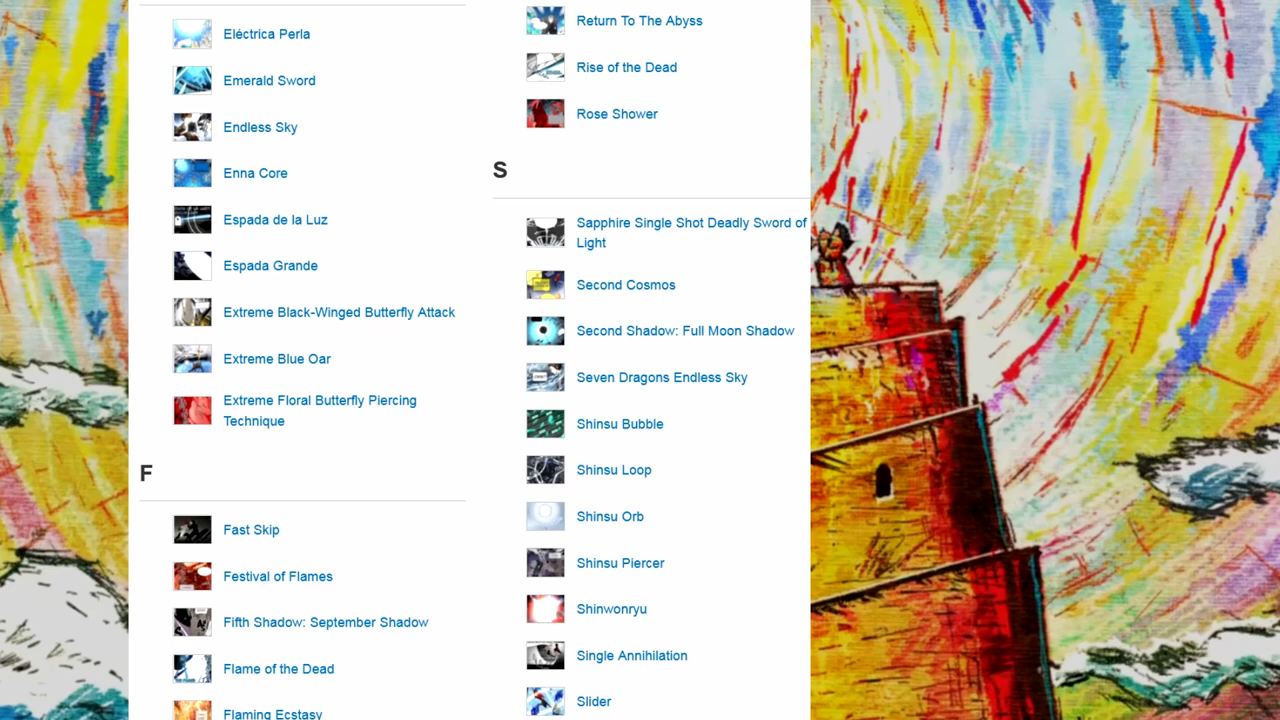 Eléctrica Perla
Emerald Sword
Endless Sky
Enna Core
Espada de la Luz
Espada Grande
Extreme Black-Winged Butterfly Attack
Extreme Blue Oar
Extreme Floral Butterfly Piercing
Technique
F
Fast Skip
Festival of Flames
Fifth Shadow: September Shadow
Flame of the Dead
Flaming Ecstasy
Return To The Abyss
Rise of the Dead
Rose Shower
S
Sapphire Single Shot Deadly Sword of
Light
Second Cosmos
Second Shadow: Full Moon Shadow
Seven Dragons Endless Sky
Shinsu Bubble
Shinsu Loop
Shinsu Orb
Shinsu Piercer
Shinwonryu
Single Annihilation
Slider